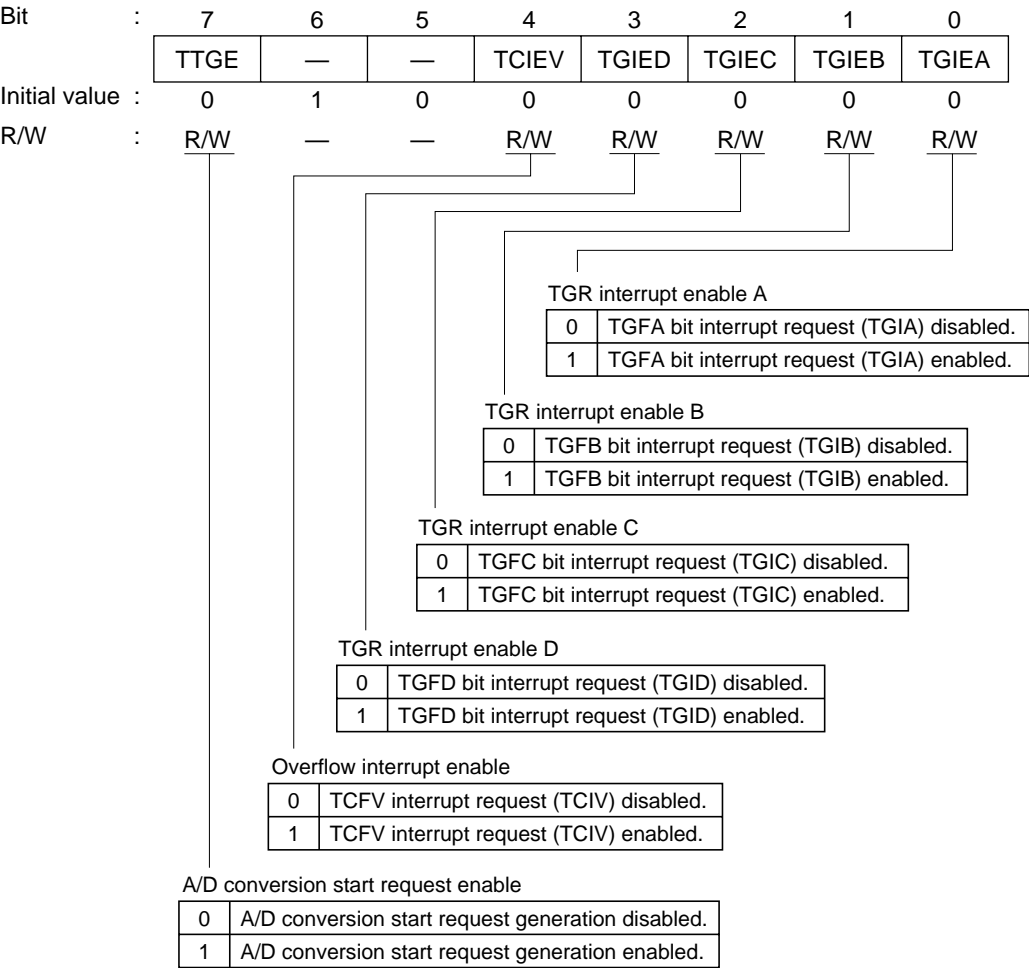 Bit : 7 6 5 4 3 2 1 0
TTGE — — TCIEV TGIED TGIEC TGIEB TGIEA
Initial value : 0 1 0 0 0 0 0 0
R/W : R/W — — R/W R/W R/W R/W R/W
TGR interrupt enable A
0 TGFA bit interrupt request (TGIA) disabled.
1 TGFA bit interrupt request (TGIA) enabled.
TGR interrupt enable B
0 TGFB bit interrupt request (TGIB) disabled.
1 TGFB bit interrupt request (TGIB) enabled.
TGR interrupt enable C
0 TGFC bit interrupt request (TGIC) disabled.
1 TGFC bit interrupt request (TGIC) enabled.
TGR interrupt enable D
0 TGFD bit interrupt request (TGID) disabled.
1 TGFD bit interrupt request (TGID) enabled.
Overflow interrupt enable
0 TCFV interrupt request (TCIV) disabled.
1 TCFV interrupt request (TCIV) enabled.
A/D conversion start request enable
0 A/D conversion start request generation disabled.
1 A/D conversion start request generation enabled.